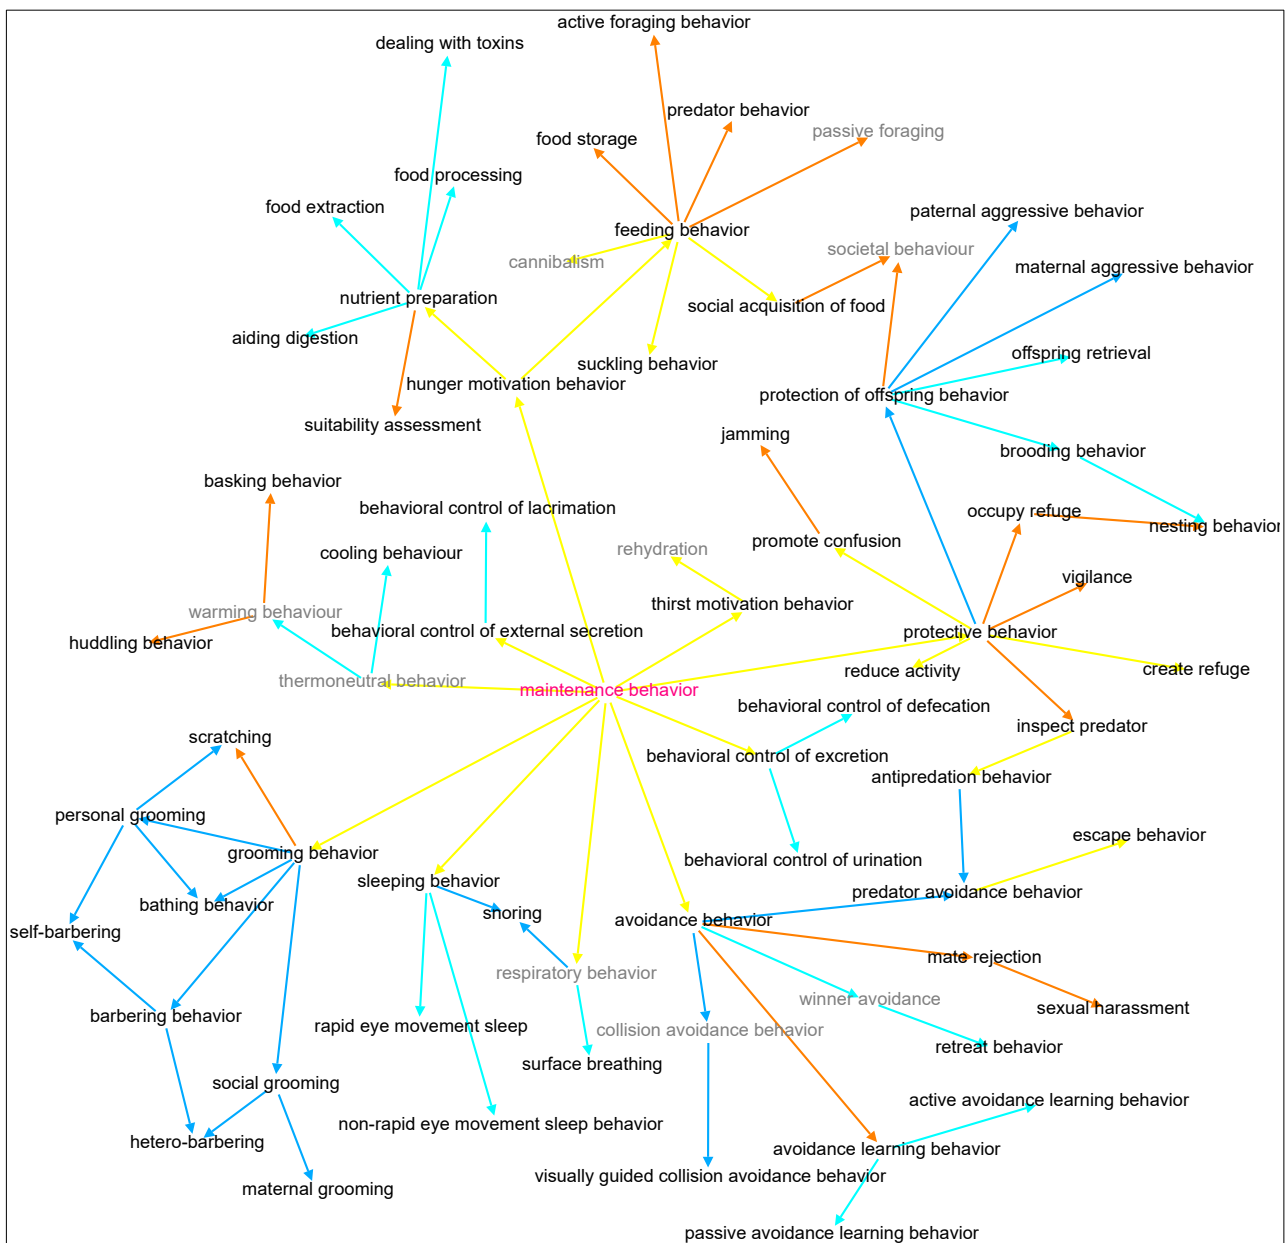 active foraging behavior
dealing with toxins
predator behavior
passive foraging
food storage
food processing
food extraction
paternal aggressive behavior
feeding behavior
societal behaviour
cannibalism
maternal aggressive behavior
nutrient preparation
social acquisition of food
aiding digestion
offspring retrieval
suckling behavior
hunger motivation behavior
protection of offspring behavior
suitability assessment
jamming
brooding behavior
basking behavior
behavioral control of lacrimation
occupy refuge
nesting behavior
promote confusion
rehydration
cooling behaviour
vigilance
thirst motivation behavior
warming behaviour
behavioral control of external secretion
protective behavior
huddling behavior
create refuge
reduce activity
thermoneutral behavior
maintenance behavior
behavioral control of defecation
inspect predator
scratching
behavioral control of excretion
antipredation behavior
personal grooming
escape behavior
grooming behavior
behavioral control of urination
sleeping behavior
predator avoidance behavior
bathing behavior
snoring
avoidance behavior
self-barbering
mate rejection
respiratory behavior
winner avoidance
sexual harassment
barbering behavior
rapid eye movement sleep
collision avoidance behavior
retreat behavior
surface breathing
social grooming
active avoidance learning behavior
non-rapid eye movement sleep behavior
hetero-barbering
avoidance learning behavior
visually guided collision avoidance behavior
maternal grooming
passive avoidance learning behavior